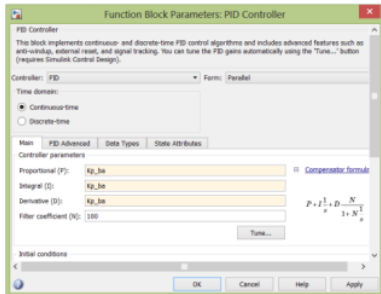 Function Block Parameters: PID Controller
PID Controller
This block implements continuous- and discrete-time PID control algorithms and includes advanced features such as
anti-windup, external reset, and signal tracking. You can tune the PID gains automatically using the 'Tune...' button
(requires Simulink Control Design).
Controller: PID Form: Parallel
Time domain:
Continuous-time
Discrete-time
Main PID Advanced Data Types State Attributes
Controller parameters
Proportional (P): Kp_be
Integral (I): Kp_be
Derivative (D): Kp_be
Filter coefficient (N): 100
Compensator formula
P + I 1/s + D N/(1 + N 1/s)
Tune...
Initial conditions
OK Cancel Help Apply